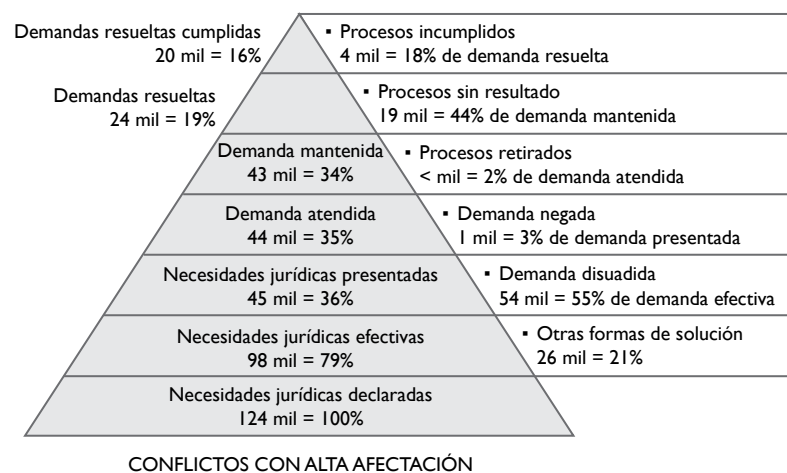 Demandas resueltas cumplidas
20 mil = 16%
▪ Procesos incumplidos
4 mil = 18% de demanda resuelta
Demandas resueltas
24 mil = 19%
▪ Procesos sin resultado
19 mil = 44% de demanda mantenida
Demanda mantenida
43 mil = 34%
▪ Procesos retirados
< mil = 2% de demanda atendida
Demanda atendida
44 mil = 35%
▪ Demanda negada
1 mil = 3% de demanda presentada
Necesidades jurídicas presentadas
45 mil = 36%
▪ Demanda disuadida
54 mil = 55% de demanda efectiva
Necesidades jurídicas efectivas
98 mil = 79%
▪ Otras formas de solución
26 mil = 21%
Necesidades jurídicas declaradas
124 mil = 100%
CONFLICTOS CON ALTA AFECTACIÓN